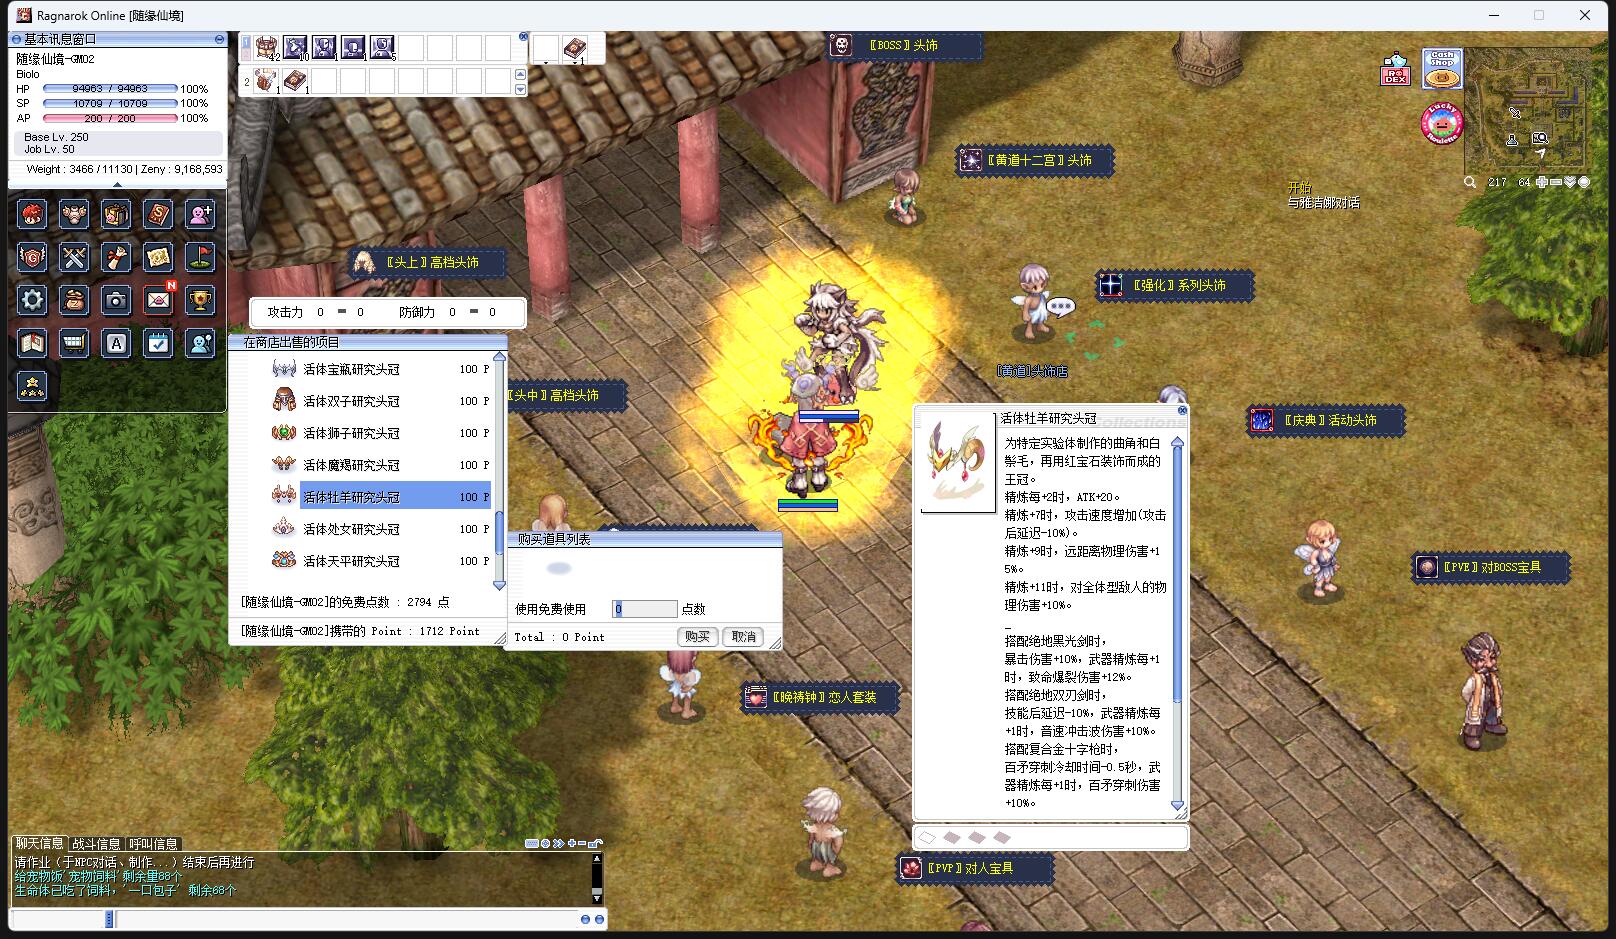 Ragnarok Online [随缘仙境]
基本讯息窗口
随缘仙境-GM02
Biolo
HP 94963 / 94963 100%
SP 10709 / 10709 100%
AP 200 / 200 100%
Base Lv. 250
Job Lv. 50
Weight : 3466 / 11130 | Zeny : 9,168,593
1
42
10
1
1
5
1
2
1
1
〖BOSS〗头饰
Cash Shop
RODEX
Lucky Roulette
217 64
〖黄道十二宫〗头饰
开始
与雅洁娜对话
〖头上〗高档头饰
〖强化〗系列头饰
N
A
攻击力 0 = 0 防御力 0 = 0
在商店出售的项目
活体宝瓶研究头冠 100 P
活体双子研究头冠 100 P
活体狮子研究头冠 100 P
活体魔羯研究头冠 100 P
活体牡羊研究头冠 100 P
活体处女研究头冠 100 P
活体天平研究头冠 100 P
[随缘仙境-GM02]的免费点数 : 2794 点
[随缘仙境-GM02]携带的 Point : 1712 Point
〖头中〗高档头饰
[黄道]头饰店
〖庆典〗活动头饰
购买道具列表
使用免费使用 0 点数
Total : 0 Point 购买 取消
活体牡羊研究头冠
Collections
为特定实验体制作的曲角和白
鬃毛，再用红宝石装饰而成的
王冠。
精炼每+2时，ATK+20。
精炼+7时，攻击速度增加(攻击
后延迟-10%)。
精炼+9时，远距离物理伤害+1
5%。
精炼+11时，对全体型敌人的物
理伤害+10%。
_
搭配绝地黑光剑时，
暴击伤害+10%，武器精炼每+1
时，致命爆裂伤害+12%。
搭配绝地双刃剑时，
技能后延迟-10%，武器精炼每
+1时，音速冲击波伤害+10%。
搭配复合金十字枪时，
百矛穿刺冷却时间-0.5秒，武
器精炼每+1时，百矛穿刺伤害
+10%。
〖PVE〗对BOSS宝具
〖晚祷钟〗恋人套装
〖PVP〗对人宝具
聊天信息 战斗信息 呼叫信息
请作业（于NPC对话、制作...）结束后再进行
给宠物饭'宠物饲料'剩余量88个
生命体已吃了饲料，'一口包子' 剩余68个